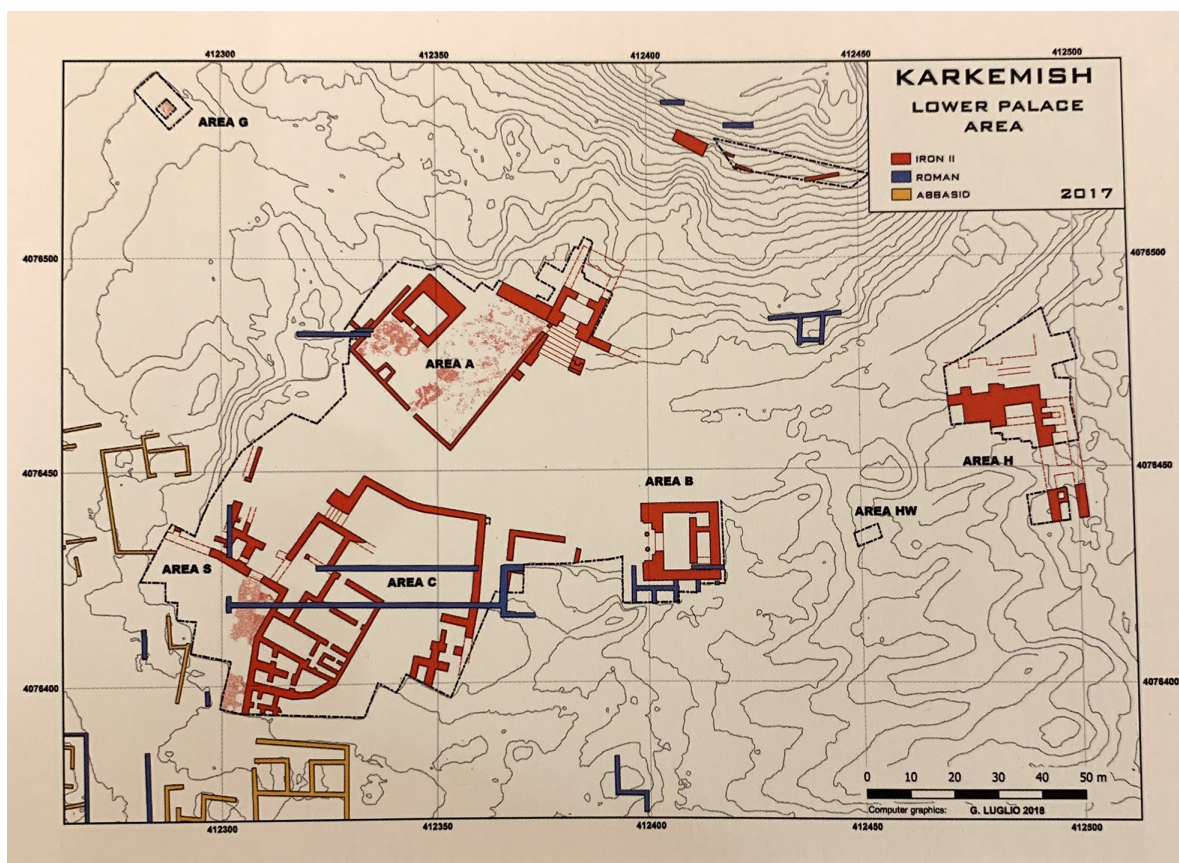 412300
412350
412400
412450
412500
KARKEMISH
LOWER PALACE
AREA
IRON II
ROMAN
ABBASID
2017
AREA G
4076500
4076500
AREA A
4076450
4076450
AREA B
AREA H
AREA HW
AREA S
AREA C
4076400
4076400
0 10 20 30 40 50 m
Computer graphics: G. LUGLIO 2018
412300
412350
412400
412450
412500